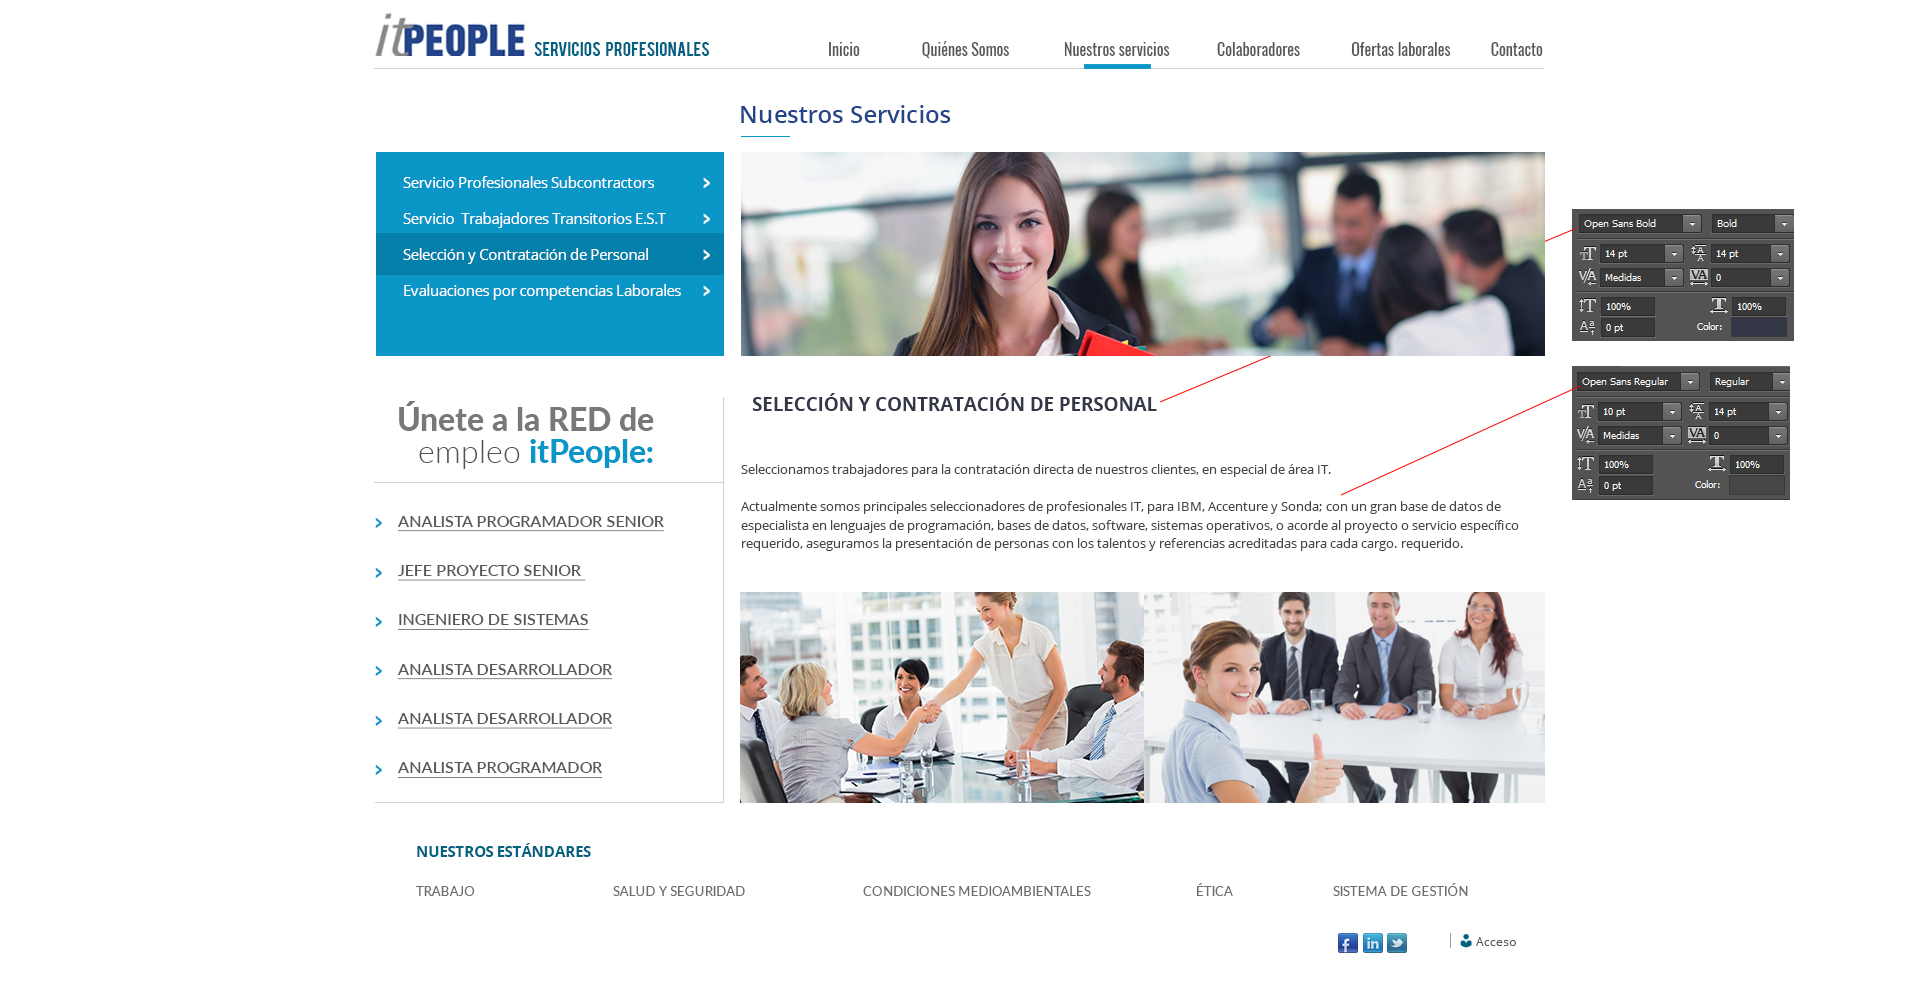 itPEOPLE SERVICIOS PROFESIONALES
Inicio
Quiénes Somos
Nuestros servicios
Colaboradores
Ofertas laborales
Contacto
Nuestros Servicios
Servicio Profesionales Subcontractors
Servicio  Trabajadores Transitorios E.S.T
Selección y Contratación de Personal
Evaluaciones por competencias Laborales
Open Sans Bold
Bold
14 pt
14 pt
Medidas
0
100%
100%
0 pt
Color:
Open Sans Regular
Regular
10 pt
14 pt
Medidas
0
100%
100%
0 pt
Color:
Únete a la RED de
empleo itPeople:
ANALISTA PROGRAMADOR SENIOR
JEFE PROYECTO SENIOR
INGENIERO DE SISTEMAS
ANALISTA DESARROLLADOR
ANALISTA DESARROLLADOR
ANALISTA PROGRAMADOR
SELECCIÓN Y CONTRATACIÓN DE PERSONAL
Seleccionamos trabajadores para la contratación directa de nuestros clientes, en especial de área IT.
Actualmente somos principales seleccionadores de profesionales IT, para IBM, Accenture y Sonda; con un gran base de datos de
especialista en lenguajes de programación, bases de datos, software, sistemas operativos, o acorde al proyecto o servicio específico
requerido, aseguramos la presentación de personas con los talentos y referencias acreditadas para cada cargo. requerido.
NUESTROS ESTÁNDARES
TRABAJO
SALUD Y SEGURIDAD
CONDICIONES MEDIOAMBIENTALES
ÉTICA
SISTEMA DE GESTIÓN
Acceso